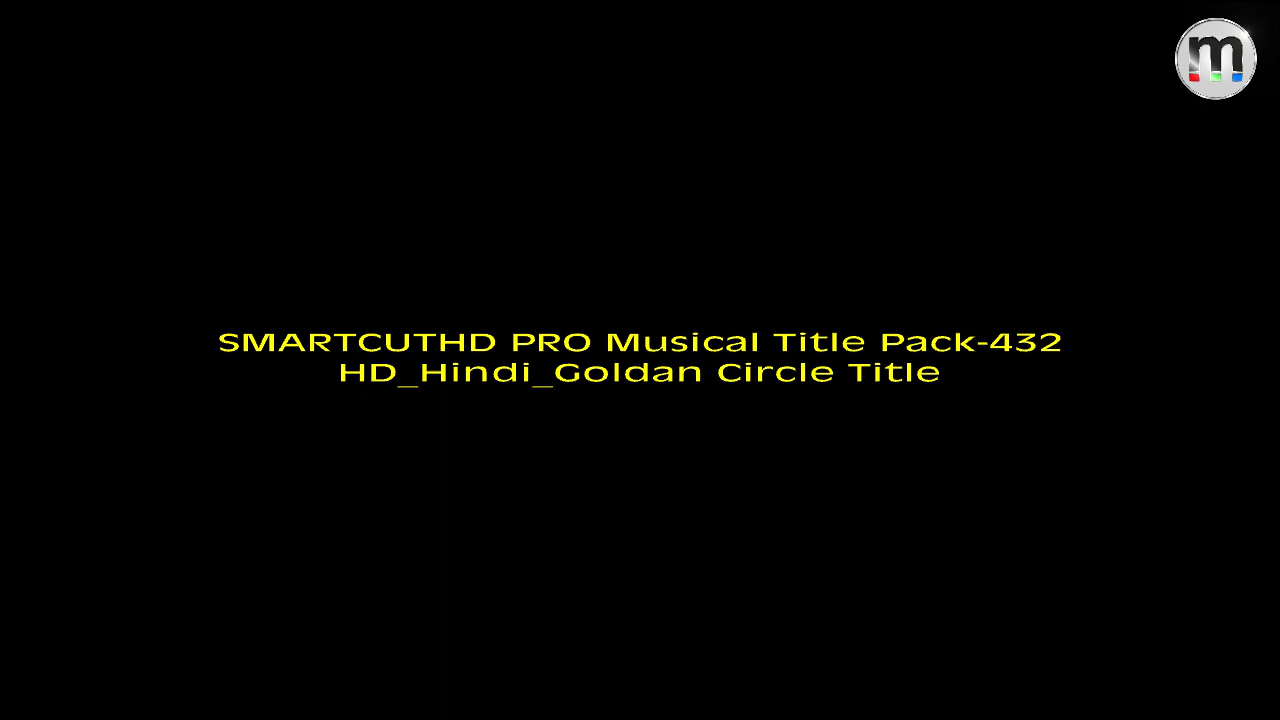 m
SMARTCUTHD PRO Musical Title Pack-432
HD_Hindi_Goldan Circle Title